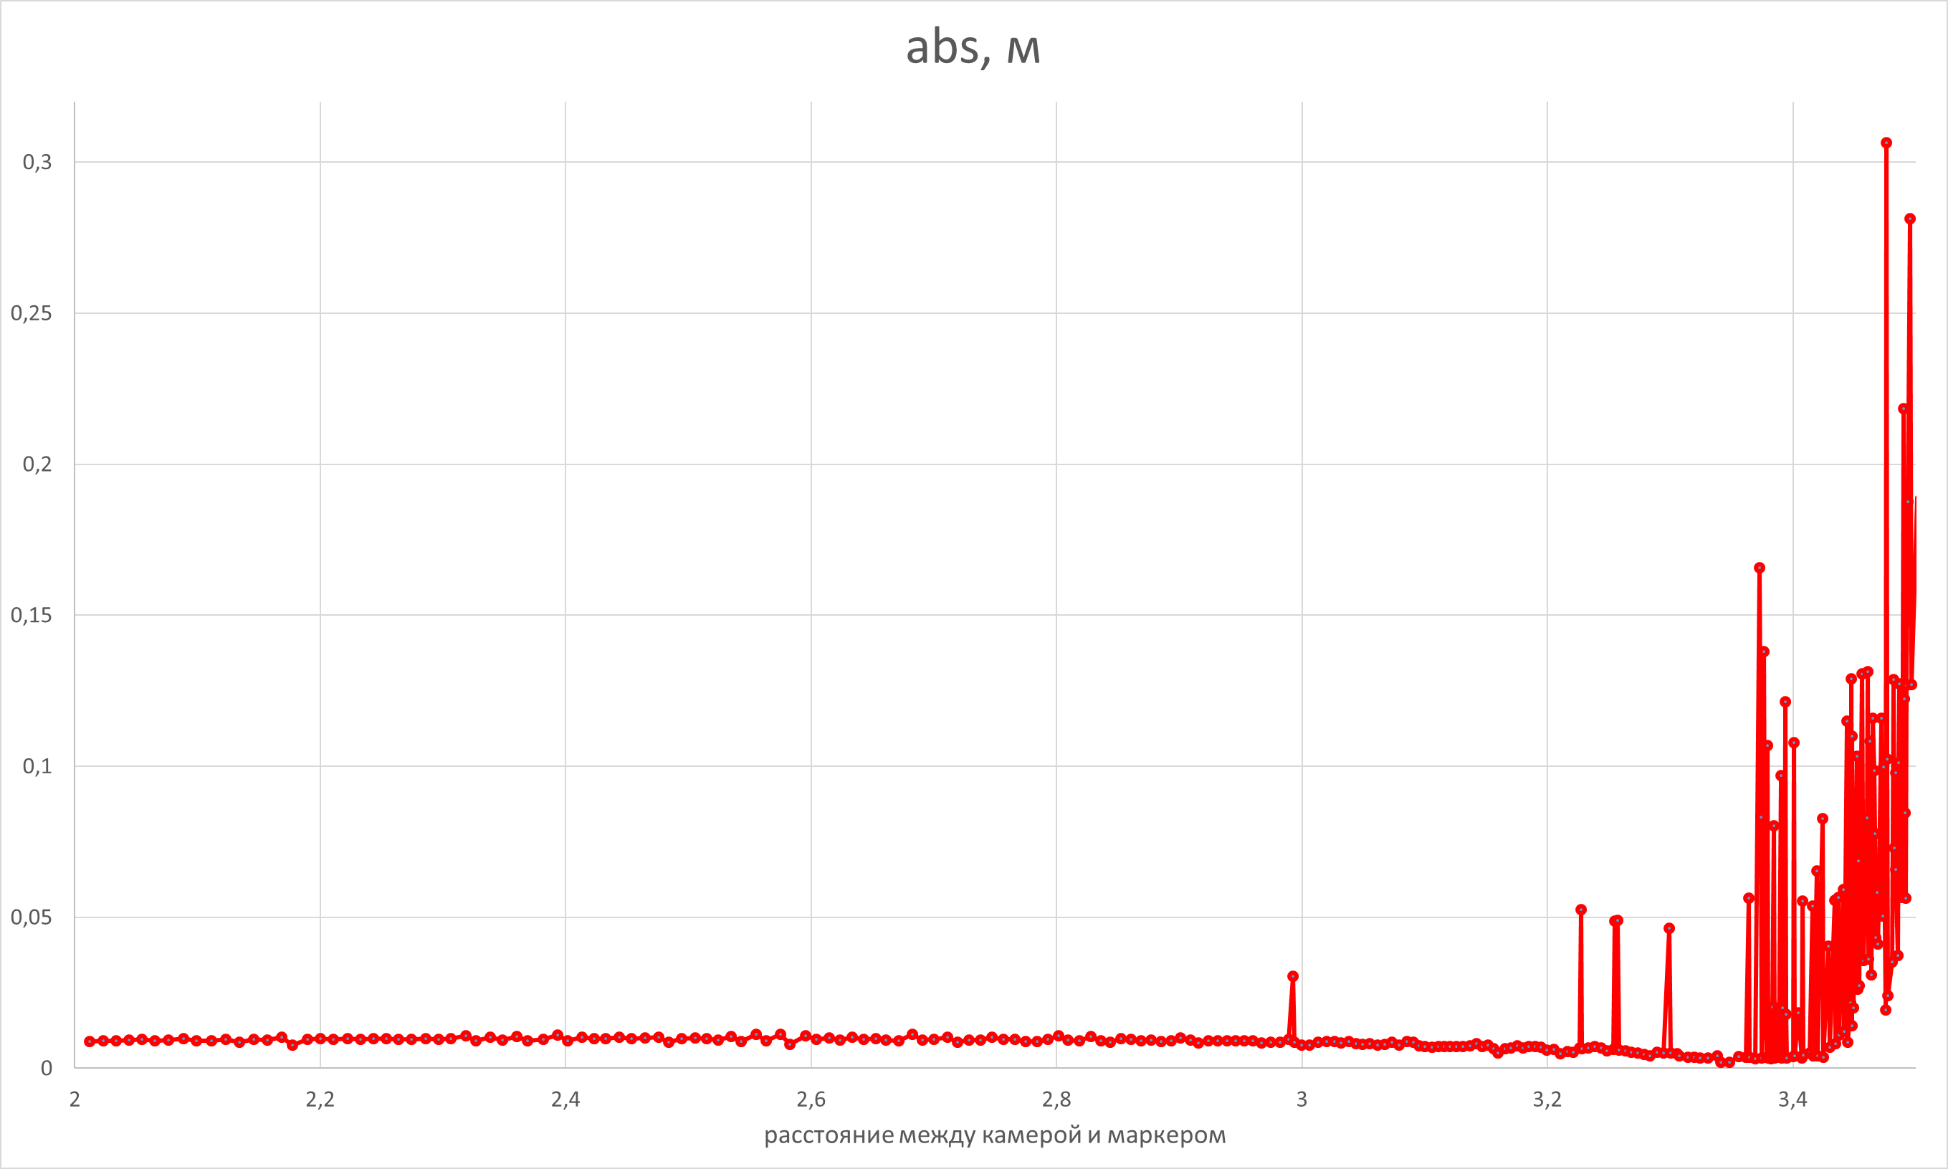 abs, м
0,3
0,25
0,2
0,15
0,1
0,05
0
2 2,2 2,4 2,6 2,8 3 3,2 3,4
расстояние между камерой и маркером